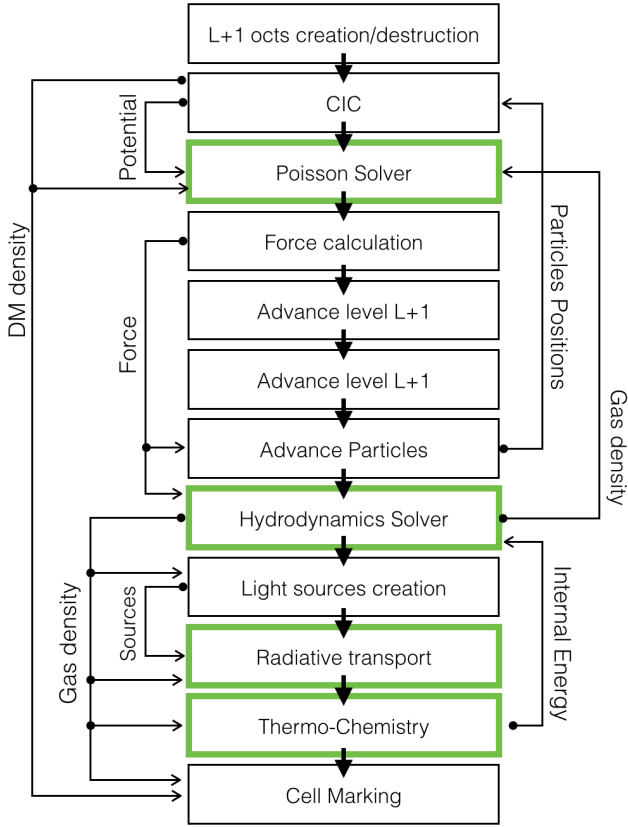 L+1 octs creation/destruction
CIC
Potential
Poisson Solver
DM density
Force calculation
Particles Positions
Force
Advance level L+1
Advance level L+1
Gas density
Advance Particles
Hydrodynamics Solver
Light sources creation
Sources
Gas density
Internal Energy
Radiative transport
Thermo-Chemistry
Cell Marking